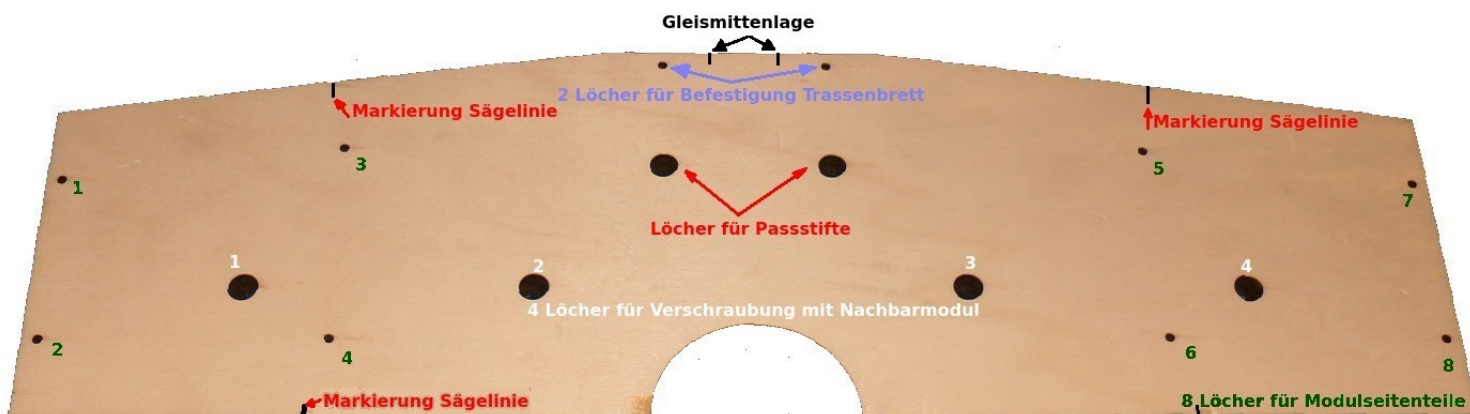 Gleismittenlage
2 Löcher für Befestigung Trassenbrett
Markierung Sägelinie
Markierung Sägelinie
3
5
1
7
Löcher für Passstifte
1
2
3
4
4 Löcher für Verschraubung mit Nachbarmodul
2
4
6
8
Markierung Sägelinie
8 Löcher für Modulseitenteile